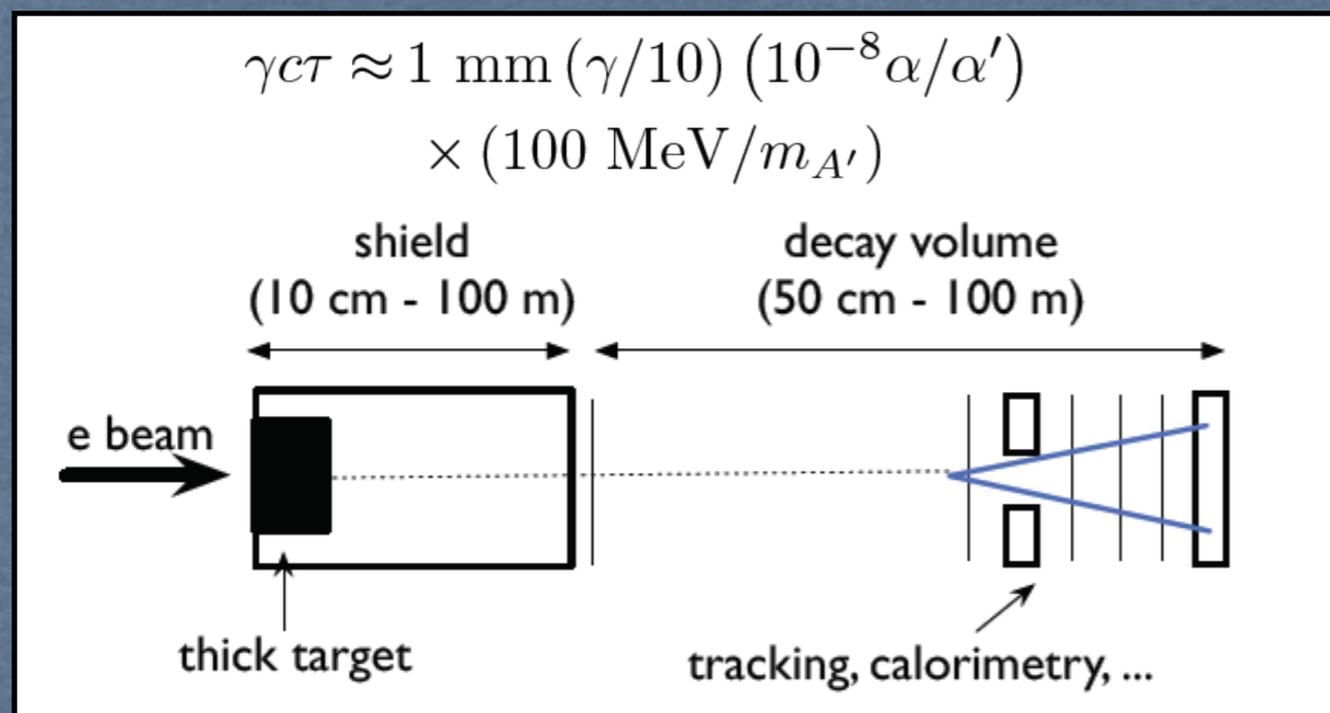 γcτ ≈ 1 mm (γ/10) (10⁻⁸α/α′)
× (100 MeV/m_{A′})
shield
(10 cm - 100 m)
decay volume
(50 cm - 100 m)
e beam
thick target
tracking, calorimetry, ...